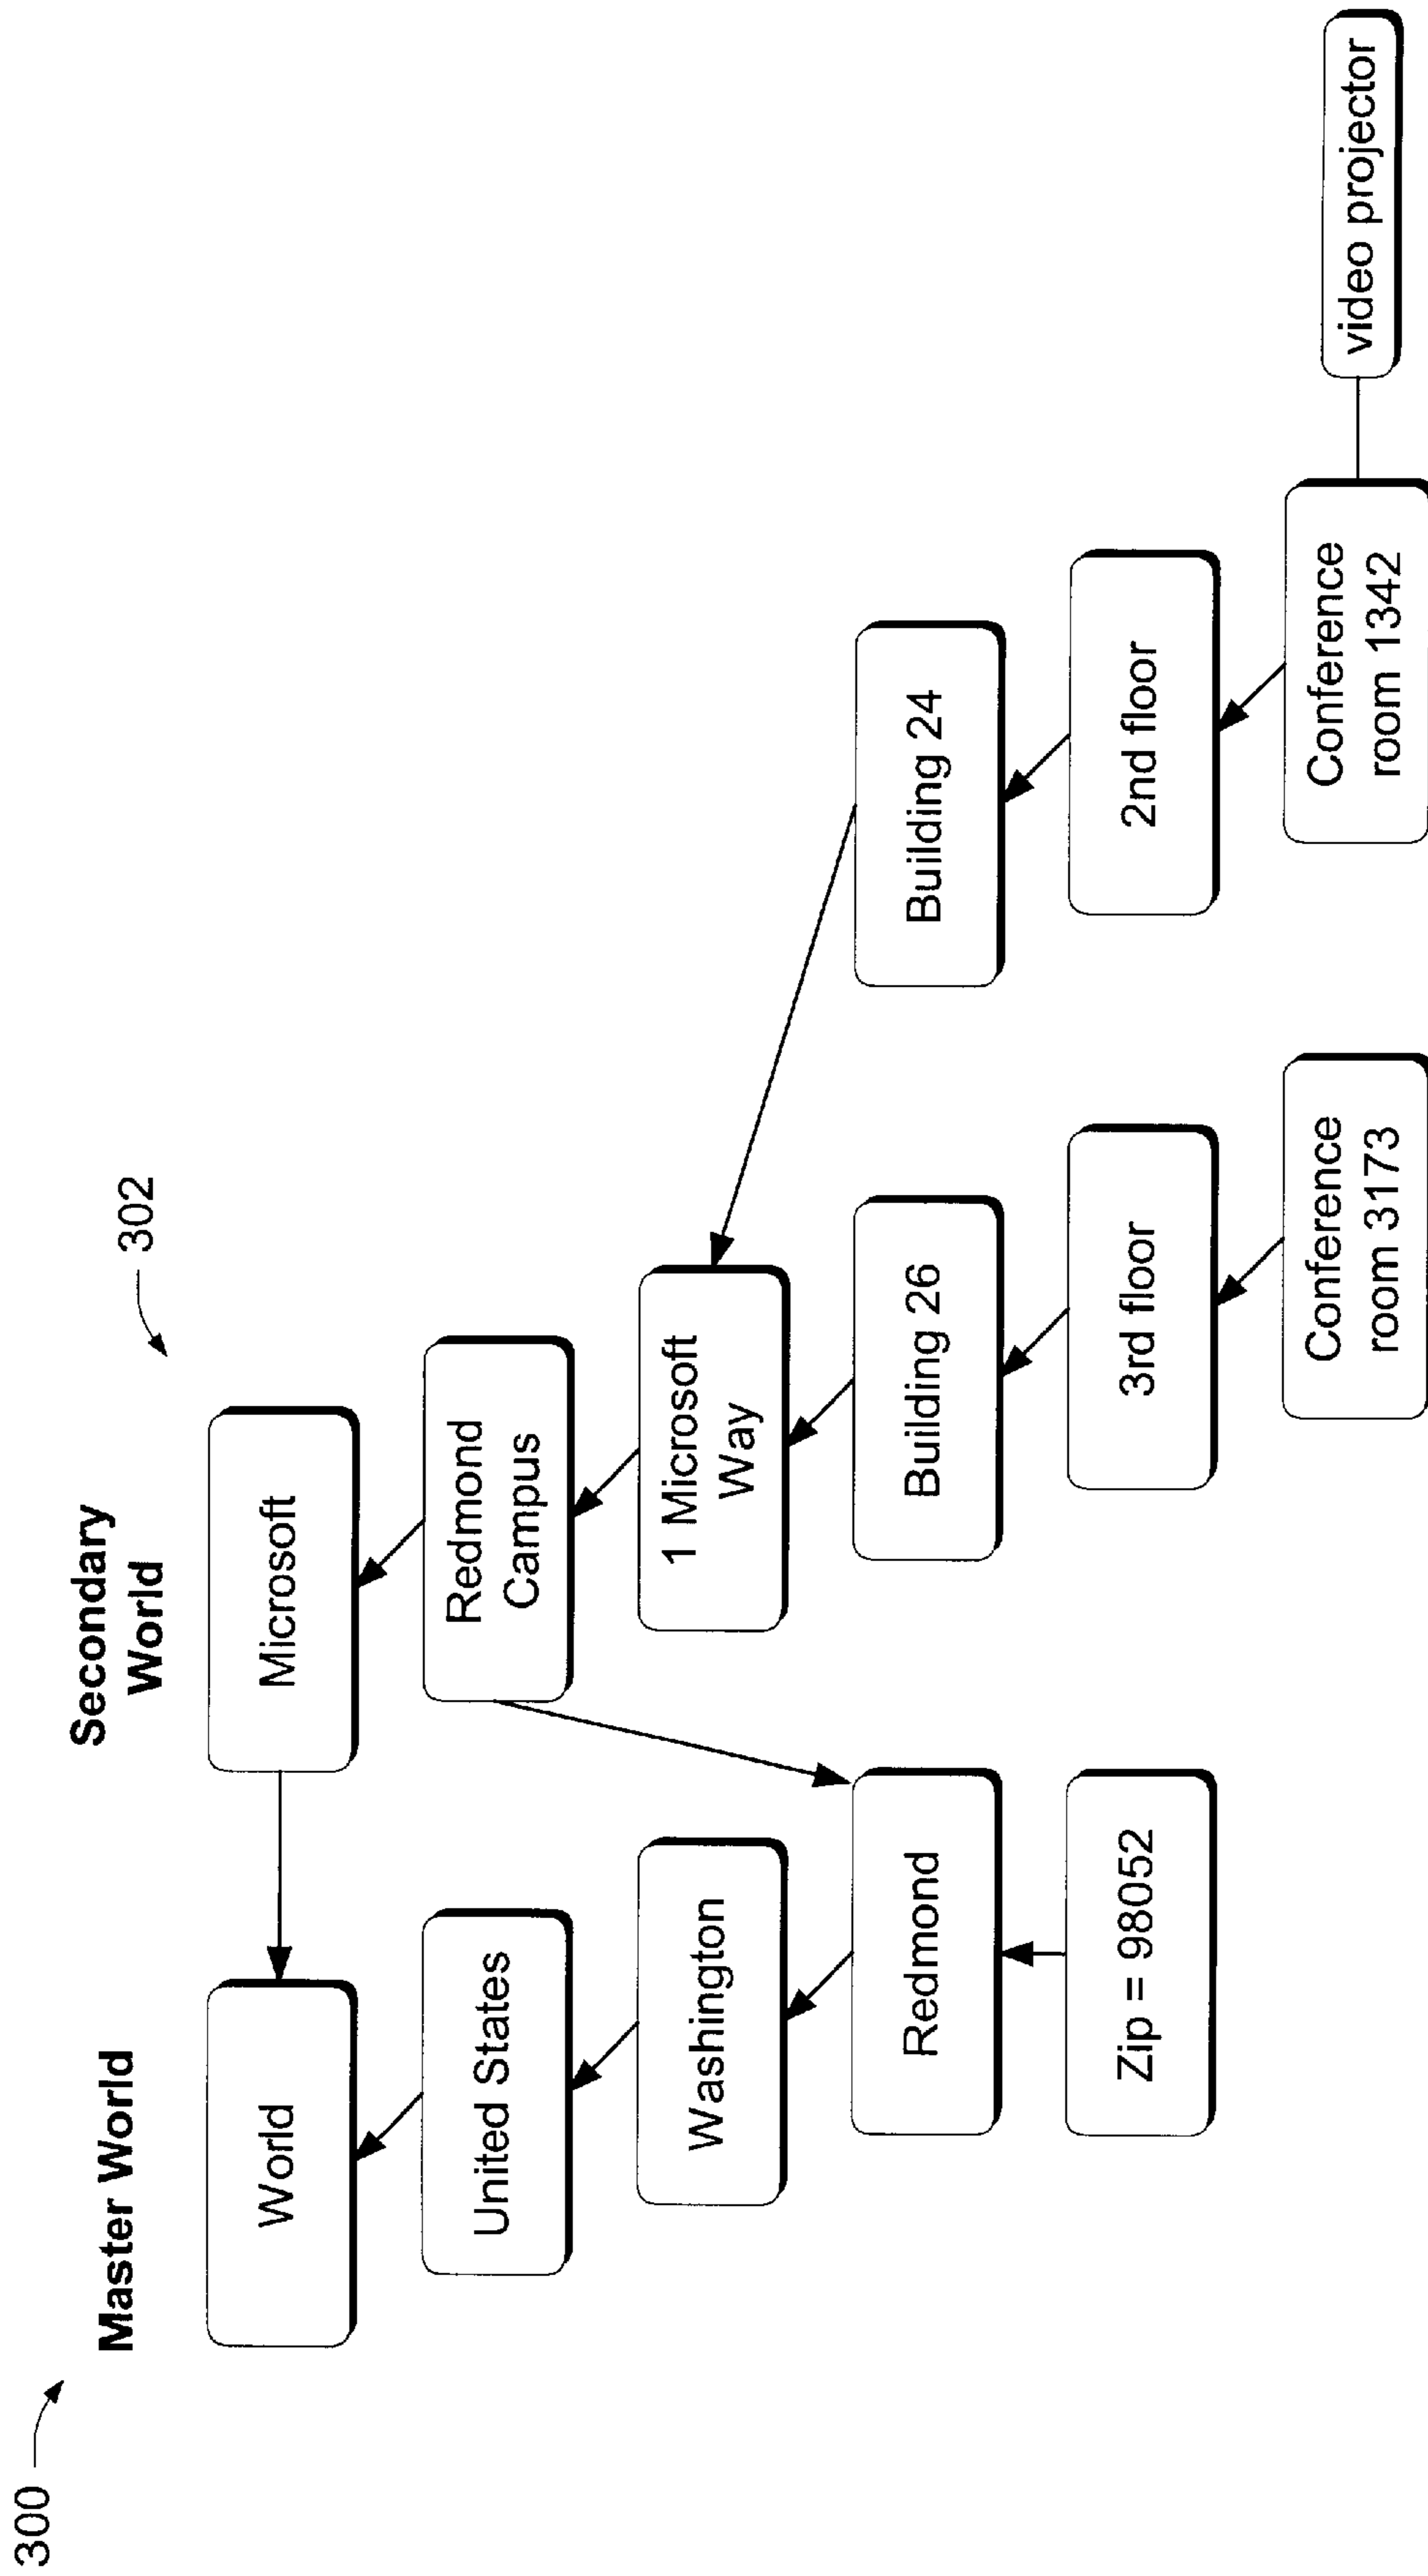 300
302
Master World
Secondary
World
World
Microsoft
United States
Redmond
Campus
Washington
1 Microsoft
Way
Redmond
Building 26
Building 24
Zip = 98052
3rd floor
2nd floor
Conference
room 3173
Conference
room 1342
video projector